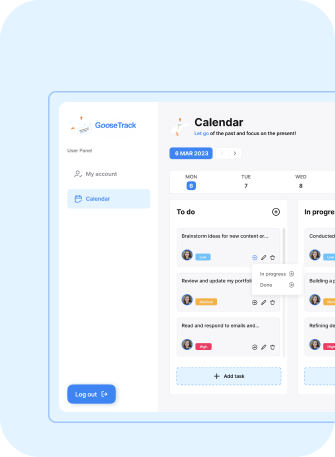 GooseTrack
User Panel
My account
Calendar
Log out
Calendar
Let go of the past and focus on the present!
6 MAR 2023
MON
TUE
WED
6
7
8
To do
In progre
Brainstorm ideas for new content or...
Conducted
Low
Low
In progress
Done
Review and update my portfoli
Building a p
Medium
Read and respond to emails and...
Refining de
High
Add task